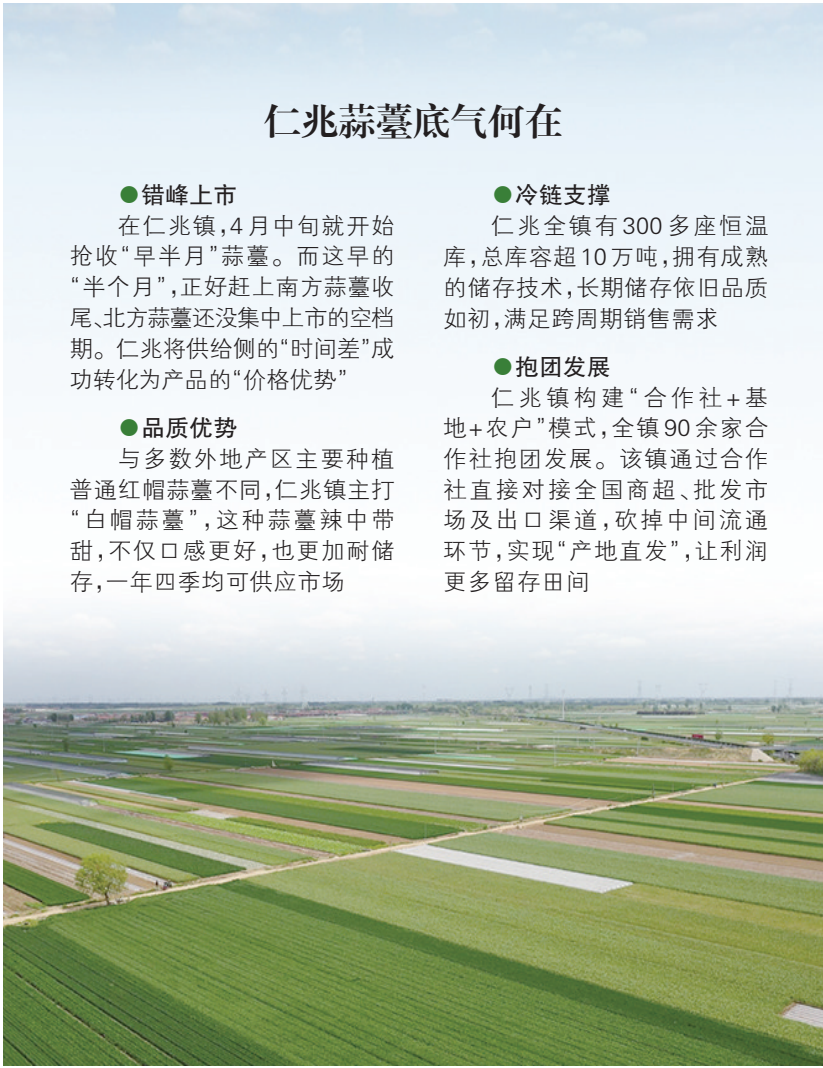 仁兆蒜薹底气何在
●错峰上市
在仁兆镇,4月中旬就开始
抢收“早半月”蒜薹。而这早的
“半个月”,正好赶上南方蒜薹收
尾、北方蒜薹还没集中上市的空档
期。仁兆将供给侧的“时间差”成
功转化为产品的“价格优势”
●品质优势
与多数外地产区主要种植
普通红帽蒜薹不同,仁兆镇主打
“白帽蒜薹”,这种蒜薹辣中带
甜,不仅口感更好,也更加耐储
存,一年四季均可供应市场
●冷链支撑
仁兆全镇有300多座恒温
库,总库容超10万吨,拥有成熟
的储存技术,长期储存依旧品质
如初,满足跨周期销售需求
●抱团发展
仁兆镇构建“合作社+基
地+农户”模式,全镇90余家合
作社抱团发展。该镇通过合作
社直接对接全国商超、批发市
场及出口渠道,砍掉中间流通
环节,实现“产地直发”,让利润
更多留存田间